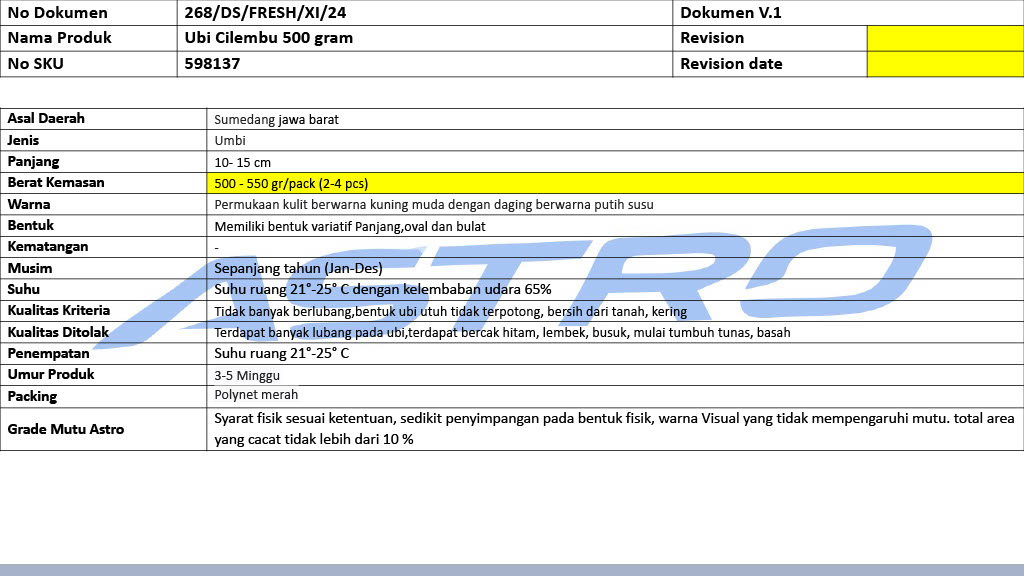 No Dokumen 268/DS/FRESH/XI/24 Dokumen V.1
Nama Produk Ubi Cilembu 500 gram Revision
No SKU 598137 Revision date
Asal Daerah Sumedang jawa barat
Jenis Umbi
Panjang 10- 15 cm
Berat Kemasan 500 - 550 gr/pack (2-4 pcs)
Warna Permukaan kulit berwarna kuning muda dengan daging berwarna putih susu
Bentuk Memiliki bentuk variatif Panjang,oval dan bulat
Kematangan -
Musim Sepanjang tahun (Jan-Des)
Suhu Suhu ruang 21°-25° C dengan kelembaban udara 65%
Kualitas Kriteria Tidak banyak berlubang,bentuk ubi utuh tidak terpotong, bersih dari tanah, kering
Kualitas Ditolak Terdapat banyak lubang pada ubi,terdapat bercak hitam, lembek, busuk, mulai tumbuh tunas, basah
Penempatan Suhu ruang 21°-25° C
Umur Produk 3-5 Minggu
Packing Polynet merah
Grade Mutu Astro Syarat fisik sesuai ketentuan, sedikit penyimpangan pada bentuk fisik, warna Visual yang tidak mempengaruhi mutu. total area
yang cacat tidak lebih dari 10 %
ASTRO